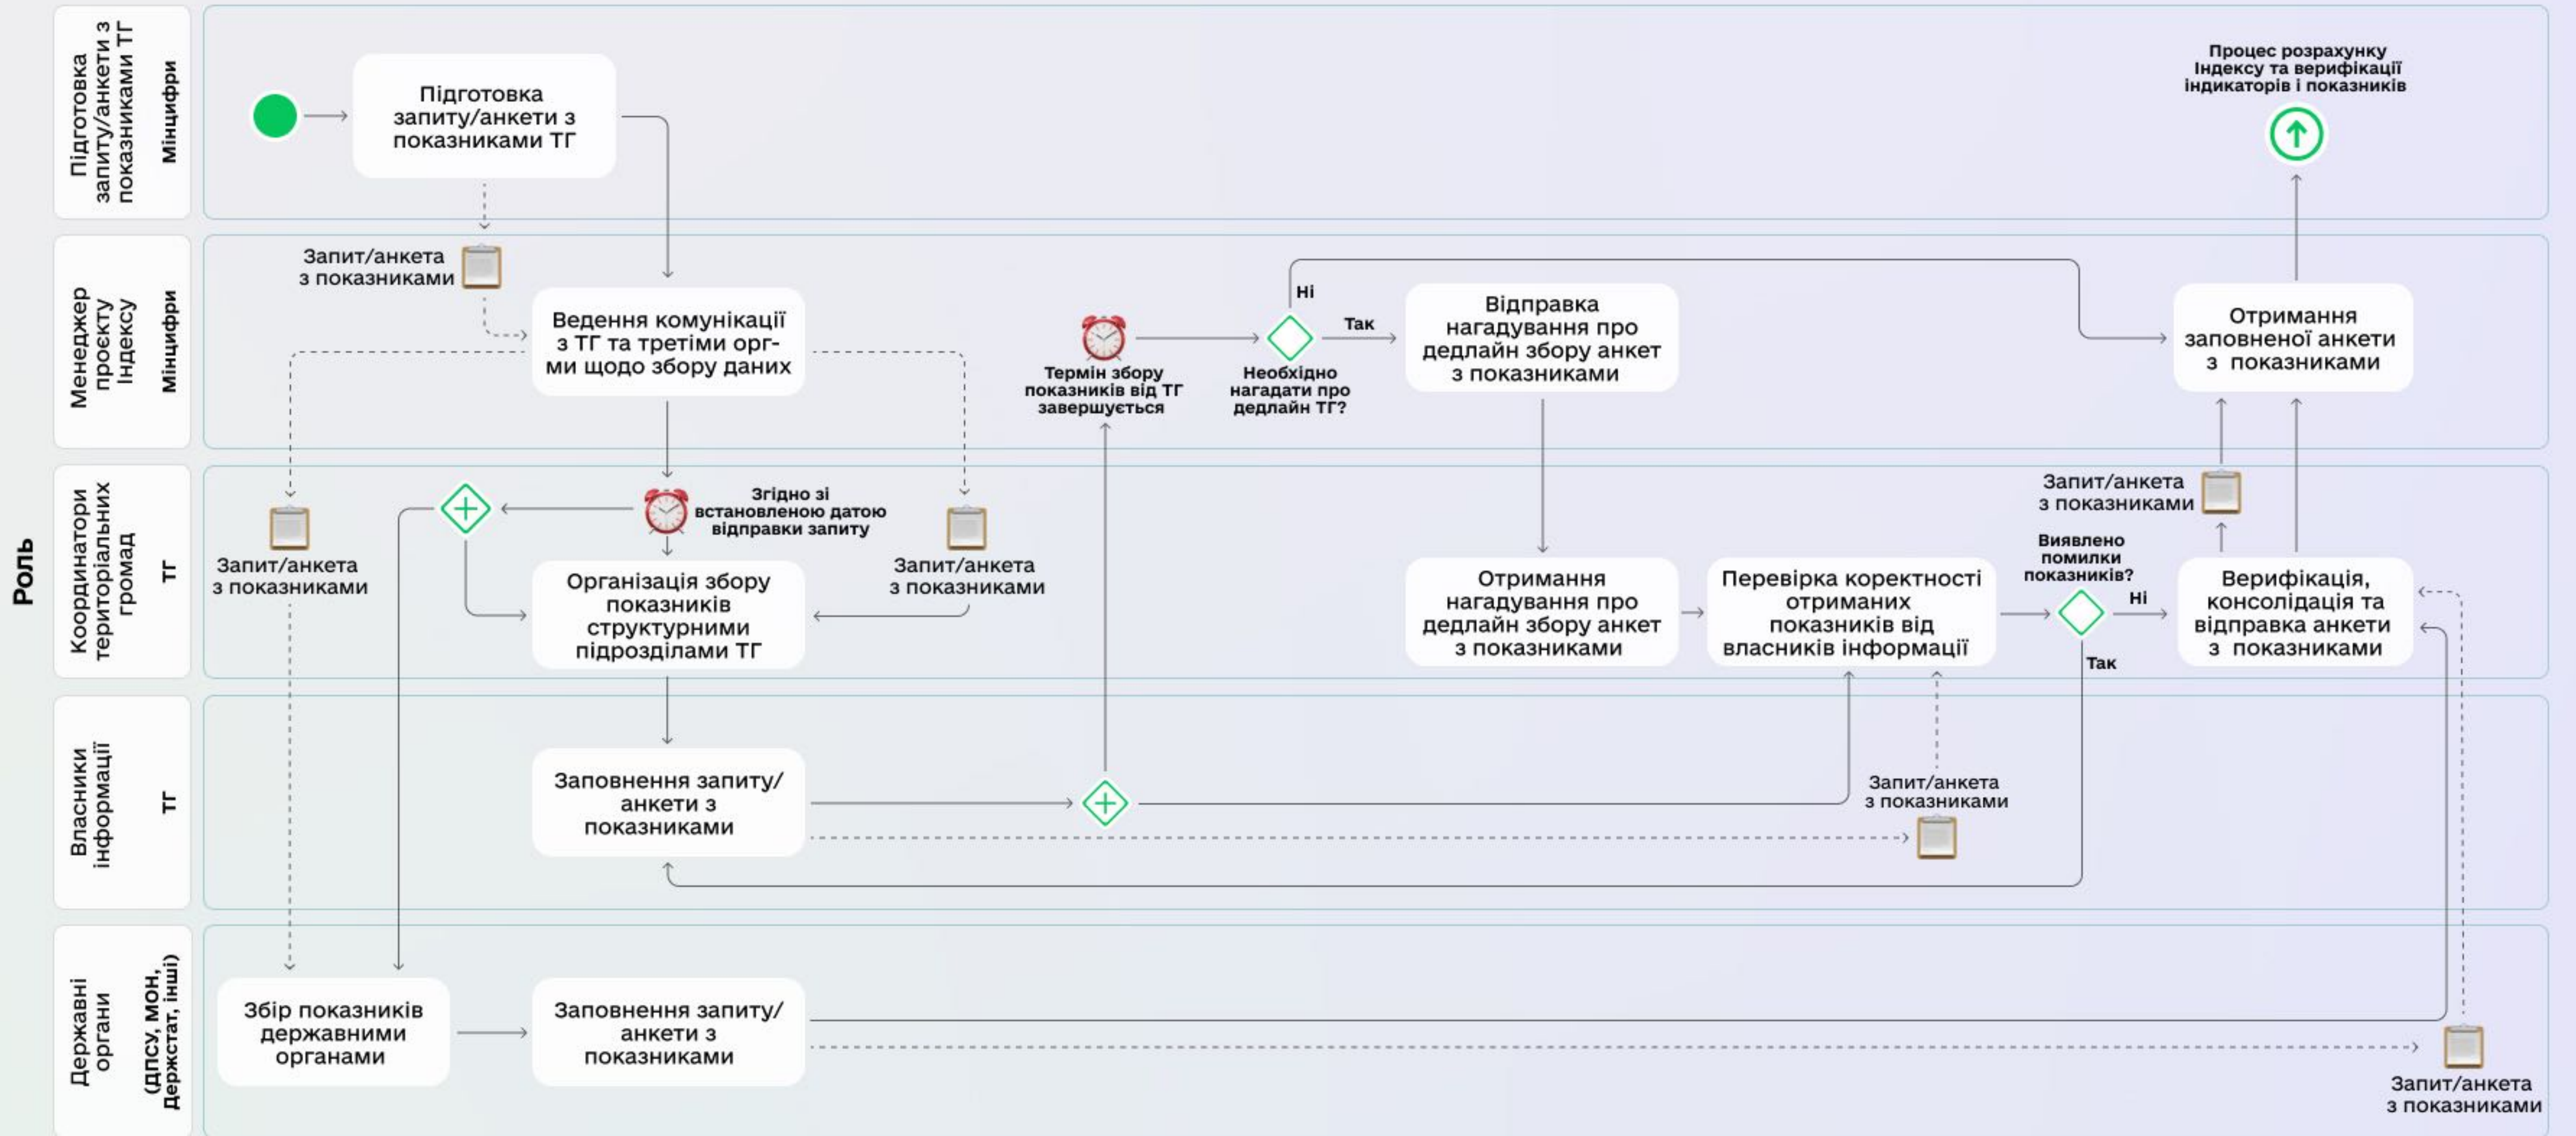 Роль
Підготовка
запиту/анкети з
показниками ТГ
Мінцифри
Підготовка
запиту/анкети з
показниками ТГ
Процес розрахунку
Індексу та верифікації
індикаторів і показників
Менеджер
проєкту
Індексу
Мінцифри
Запит/анкета
з показниками
Ведення комунікації
з ТГ та третіми орг-
ми щодо збору даних
Термін збору
показників від ТГ
завершується
Ні
Так
Необхідно
нагадати про
дедлайн ТГ?
Відправка
нагадування про
дедлайн збору анкет
з показниками
Отримання
заповненої анкети
з показниками
Координатори
територіальних
громад
ТГ
Запит/анкета
з показниками
Згідно зі
встановленою датою
відправки запиту
Запит/анкета
з показниками
Організація збору
показників
структурними
підрозділами ТГ
Отримання
нагадування про
дедлайн збору анкет
з показниками
Перевірка коректності
отриманих
показників від
власників інформації
Запит/анкета
з показниками
Виявлено
помилки
показників?
Ні
Так
Верифікація,
консолідація та
відправка анкети
з показниками
Власники
інформації
ТГ
Заповнення запиту/
анкети з
показниками
Запит/анкета
з показниками
Державні
органи
(ДПСУ, МОН,
Держстат, інші)
Збір показників
державними
органами
Заповнення запиту/
анкети з
показниками
Запит/анкета
з показниками